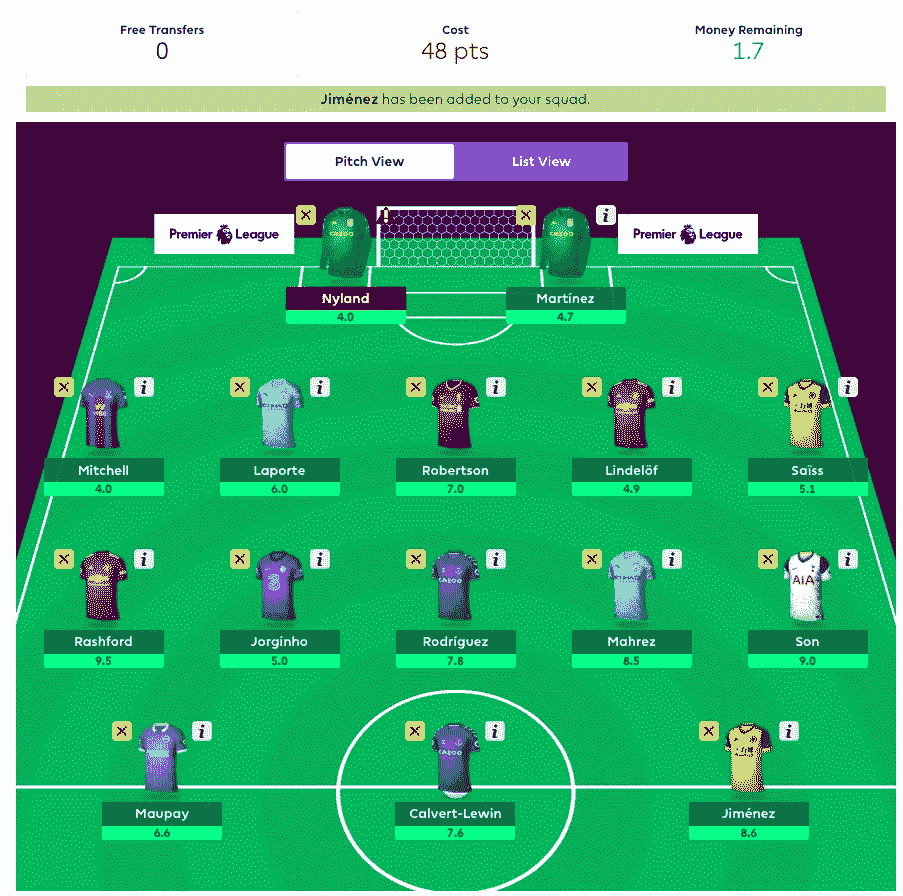 Free Transfers
Cost
Money Remaining
0
48 pts
1.7
Jiménez has been added to your squad.
Pitch View
List View
Premier League
Premier League
Nyland
Martínez
4.0
4.7
Mitchell
Laporte
Robertson
Lindelöf
Saïss
4.0
6.0
7.0
4.9
5.1
AIA
Rashford
Jorginho
Rodríguez
Mahrez
Son
9.5
5.0
7.8
8.5
9.0
Maupay
Calvert-Lewin
Jiménez
6.6
7.6
8.6